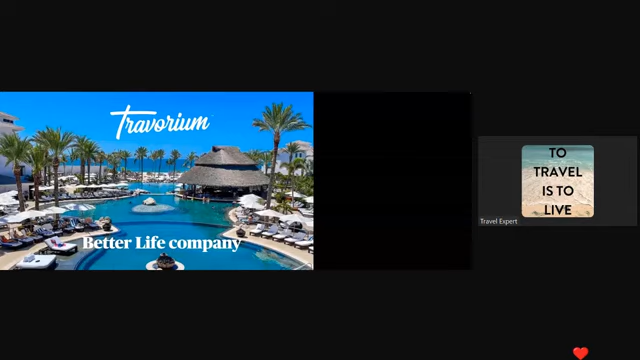 Travorium
Better Life company
TO
TRAVEL
IS TO
LIVE
Travel Expert